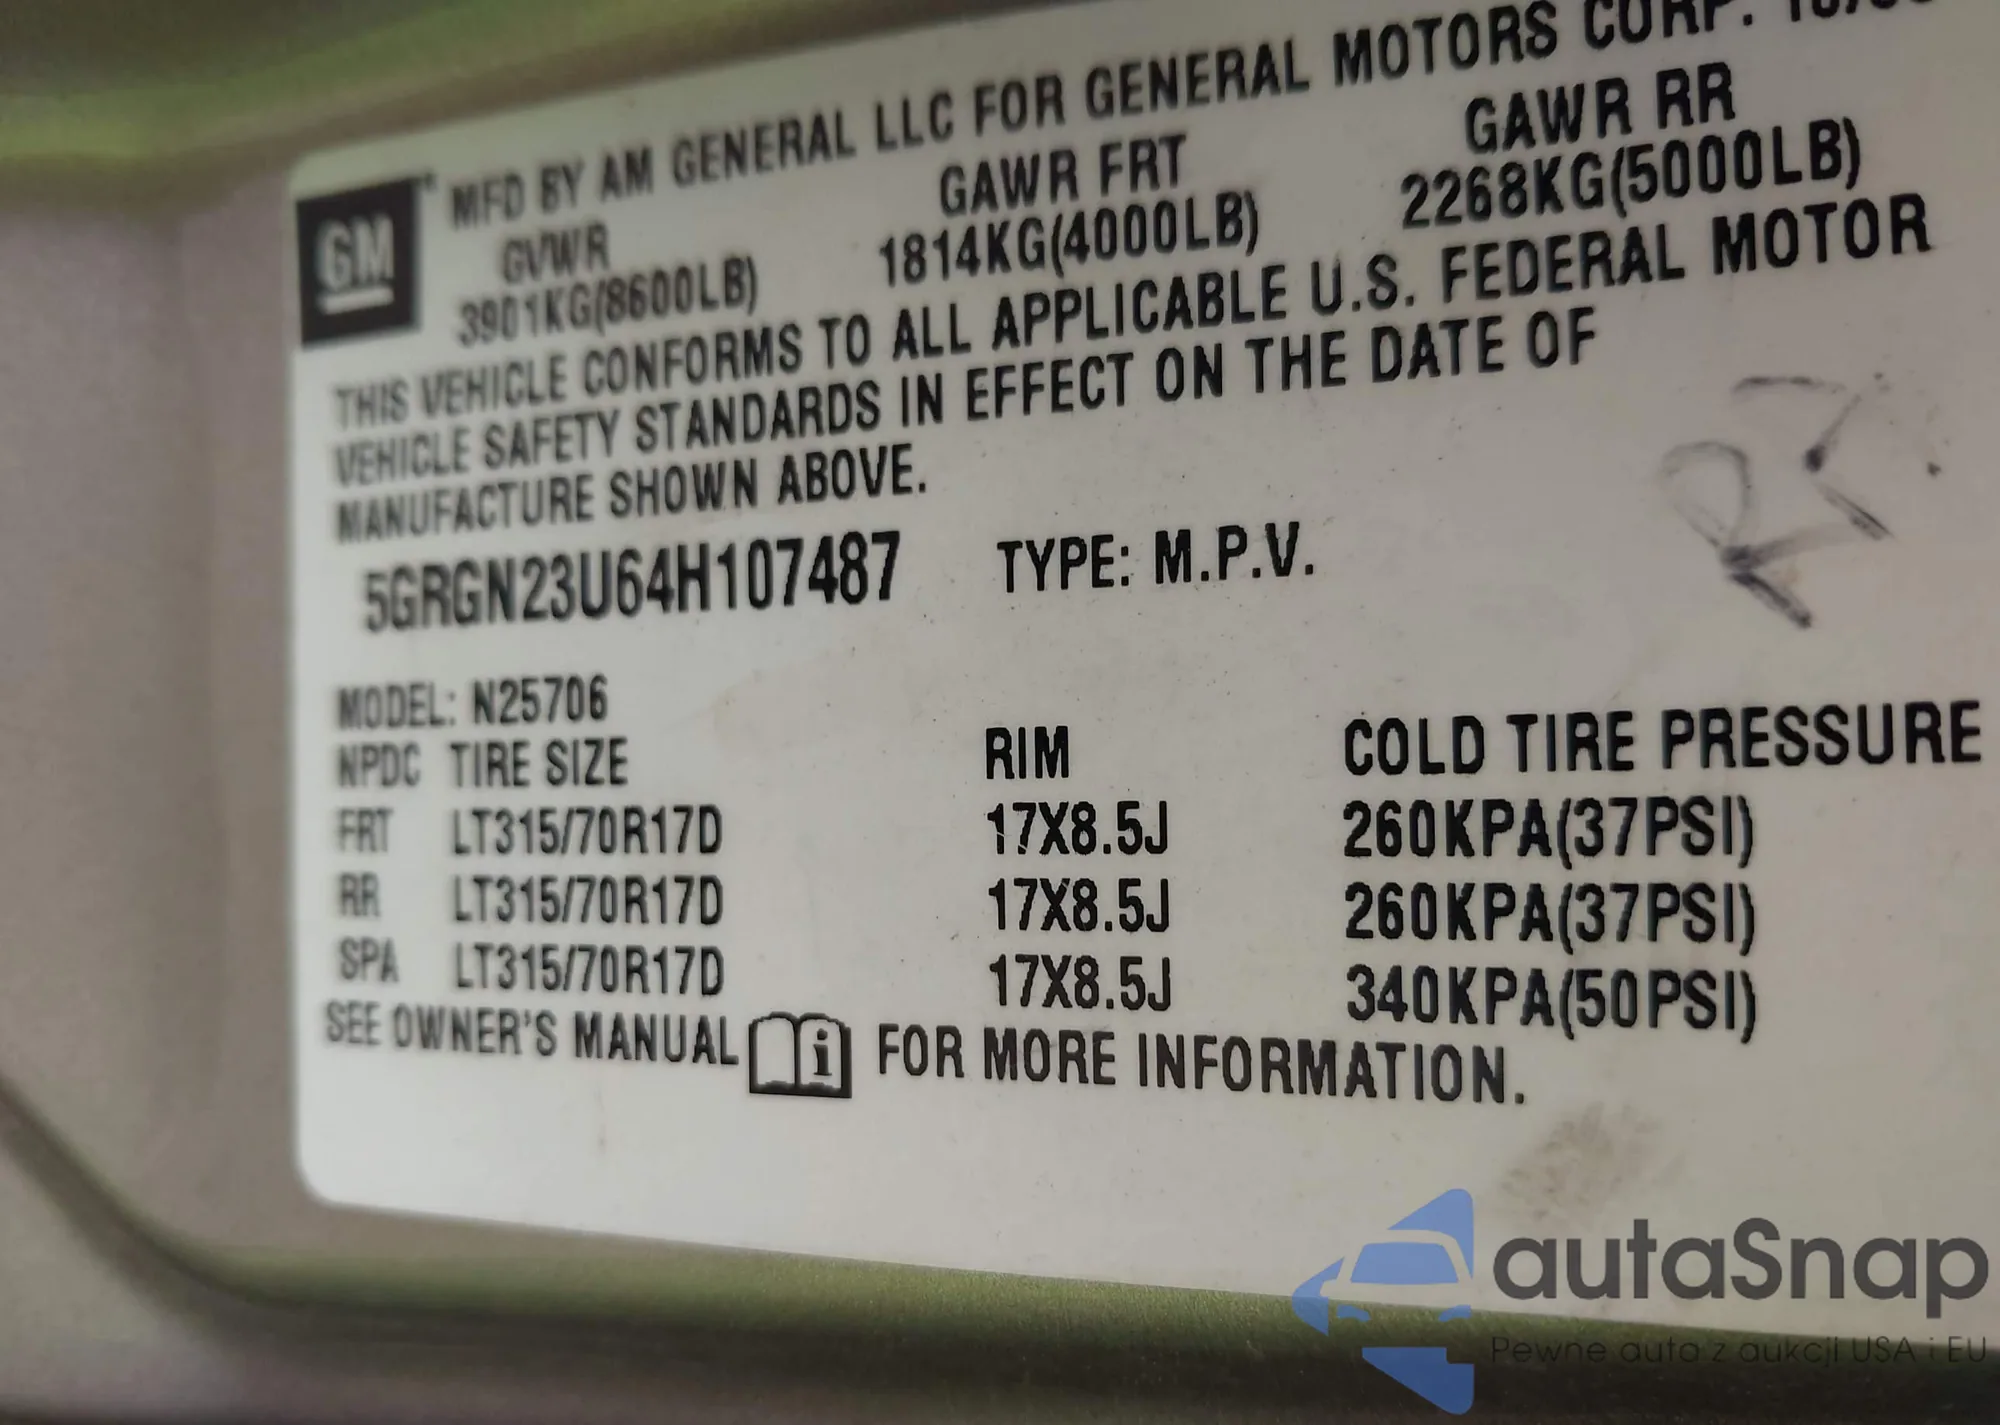 GM
MFD BY AM GENERAL LLC FOR GENERAL MOTORS CORP.
GVWR GAWR FRT GAWR RR
3901KG(8600LB) 1814KG(4000LB) 2268KG(5000LB)
THIS VEHICLE CONFORMS TO ALL APPLICABLE U.S. FEDERAL MOTOR
VEHICLE SAFETY STANDARDS IN EFFECT ON THE DATE OF
MANUFACTURE SHOWN ABOVE.
5GRGN23U64H107487 TYPE: M.P.V.
MODEL: N25706
NPDC TIRE SIZE RIM COLD TIRE PRESSURE
FRT LT315/70R17D 17X8.5J 260KPA(37PSI)
RR LT315/70R17D 17X8.5J 260KPA(37PSI)
SPA LT315/70R17D 17X8.5J 340KPA(50PSI)
SEE OWNER'S MANUAL i FOR MORE INFORMATION.
autaSnap
Pewne auta z aukcji USA i EU